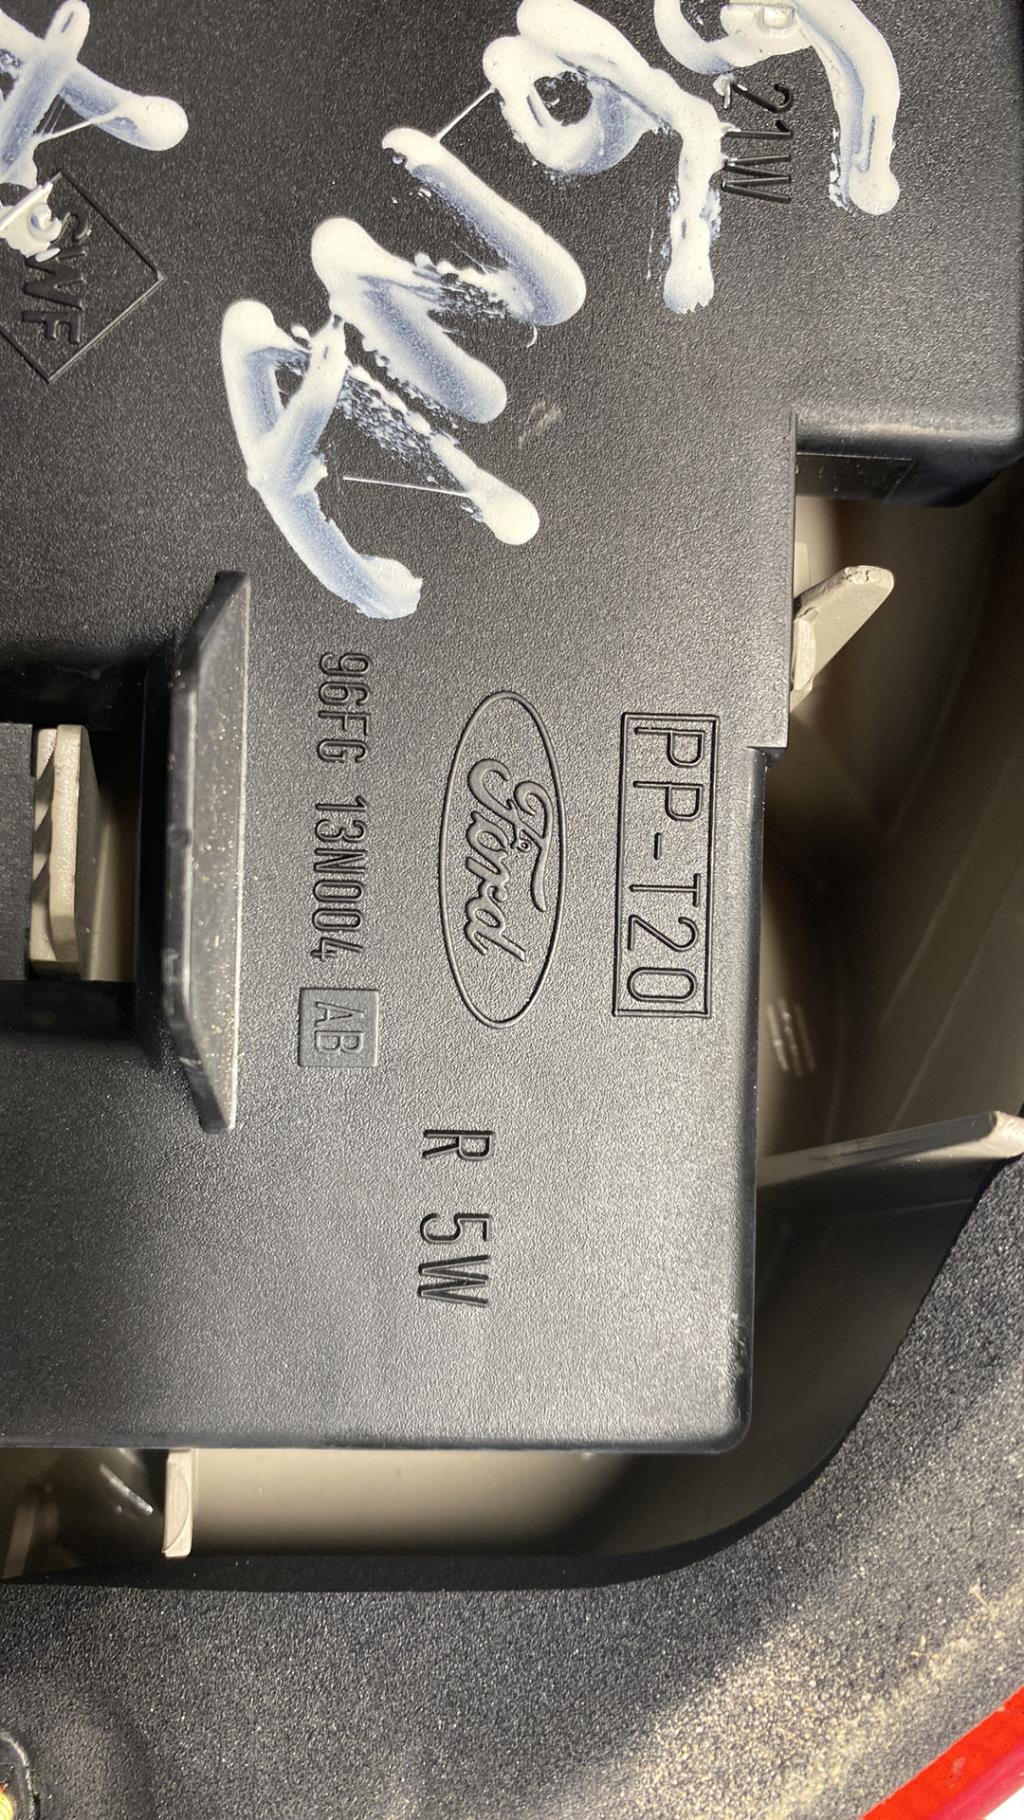 21W
SWF
PP-T20
Ford
96FG 13N004 AB
R 5W